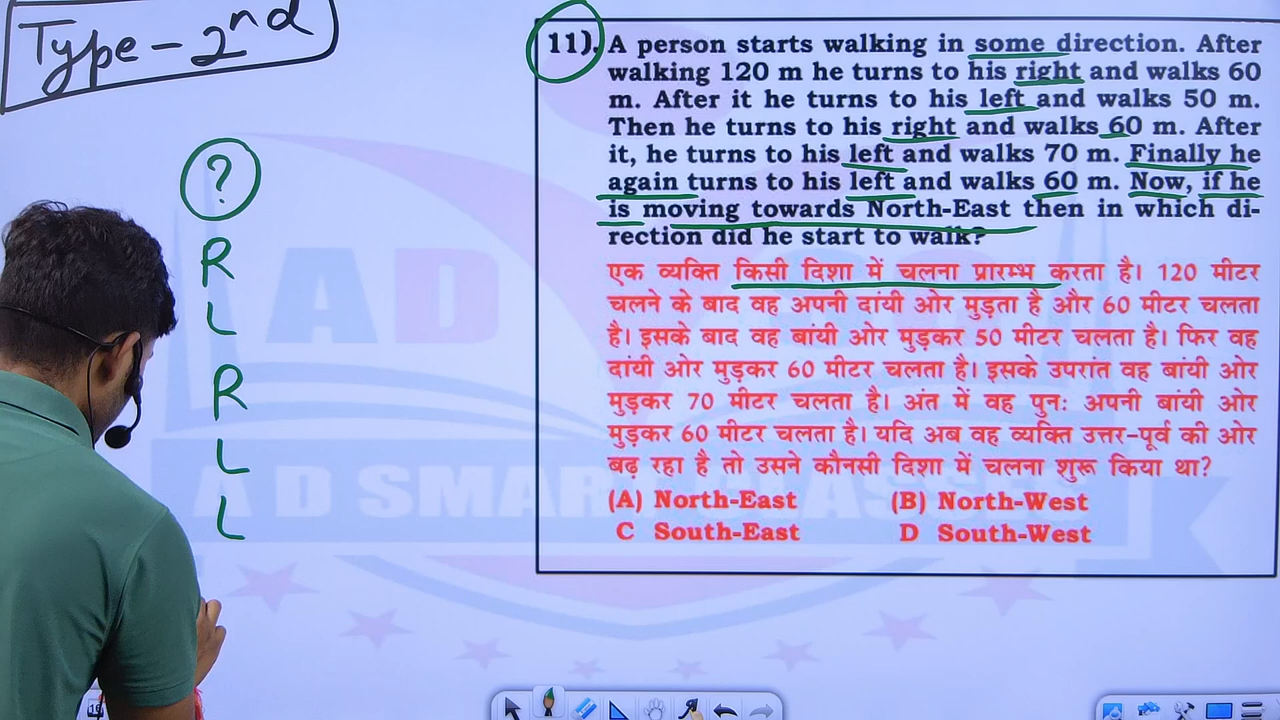 Type - 2nd
?
R
L
R
L
L
11). A person starts walking in some direction. After
walking 120 m he turns to his right and walks 60
m. After it he turns to his left and walks 50 m.
Then he turns to his right and walks 60 m. After
it, he turns to his left and walks 70 m. Finally he
again turns to his left and walks 60 m. Now, if he
is moving towards North-East then in which di-
rection did he start to walk?
एक व्यक्ति किसी दिशा में चलना प्रारम्भ करता है। 120 मीटर
चलने के बाद वह अपनी दांयी ओर मुड़ता है और 60 मीटर चलता
है। इसके बाद वह बांयी ओर मुड़कर 50 मीटर चलता है। फिर वह
दांयी ओर मुड़कर 60 मीटर चलता है। इसके उपरांत वह बांयी ओर
मुड़कर 70 मीटर चलता है। अंत में वह पुनः अपनी बांयी ओर
मुड़कर 60 मीटर चलता है। यदि अब वह व्यक्ति उत्तर-पूर्व की ओर
बढ़ रहा है तो उसने कौनसी दिशा में चलना शुरू किया था?
(A) North-East (B) North-West
C South-East D South-West
AD
A D SMART CLASSES